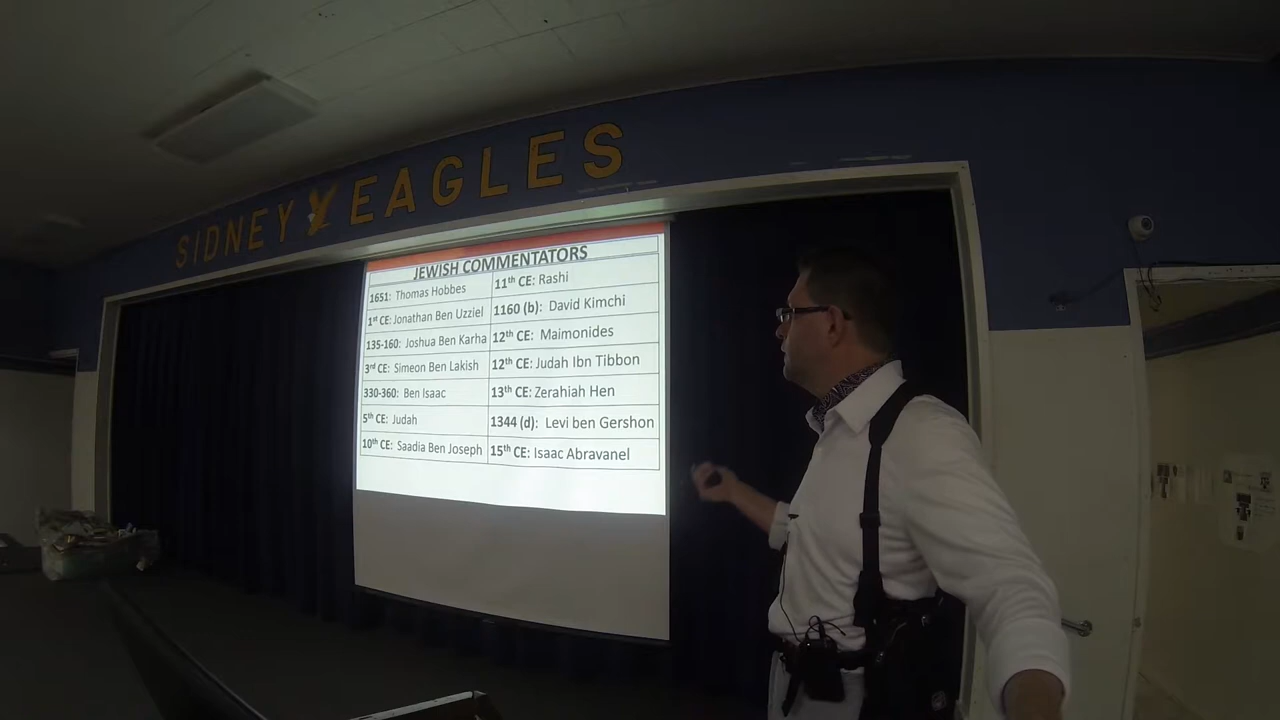 SIDNEY EAGLES
JEWISH COMMENTATORS
1651: Thomas Hobbes
11th CE: Rashi
1st CE: Jonathan Ben Uzziel
1160 (b): David Kimchi
135-160: Joshua Ben Karha
12th CE: Maimonides
3rd CE: Simeon Ben Lakish
12th CE: Judah Ibn Tibbon
330-360: Ben Isaac
13th CE: Zerahiah Hen
5th CE: Judah
1344 (d): Levi ben Gershon
10th CE: Saadia Ben Joseph
15th CE: Isaac Abravanel